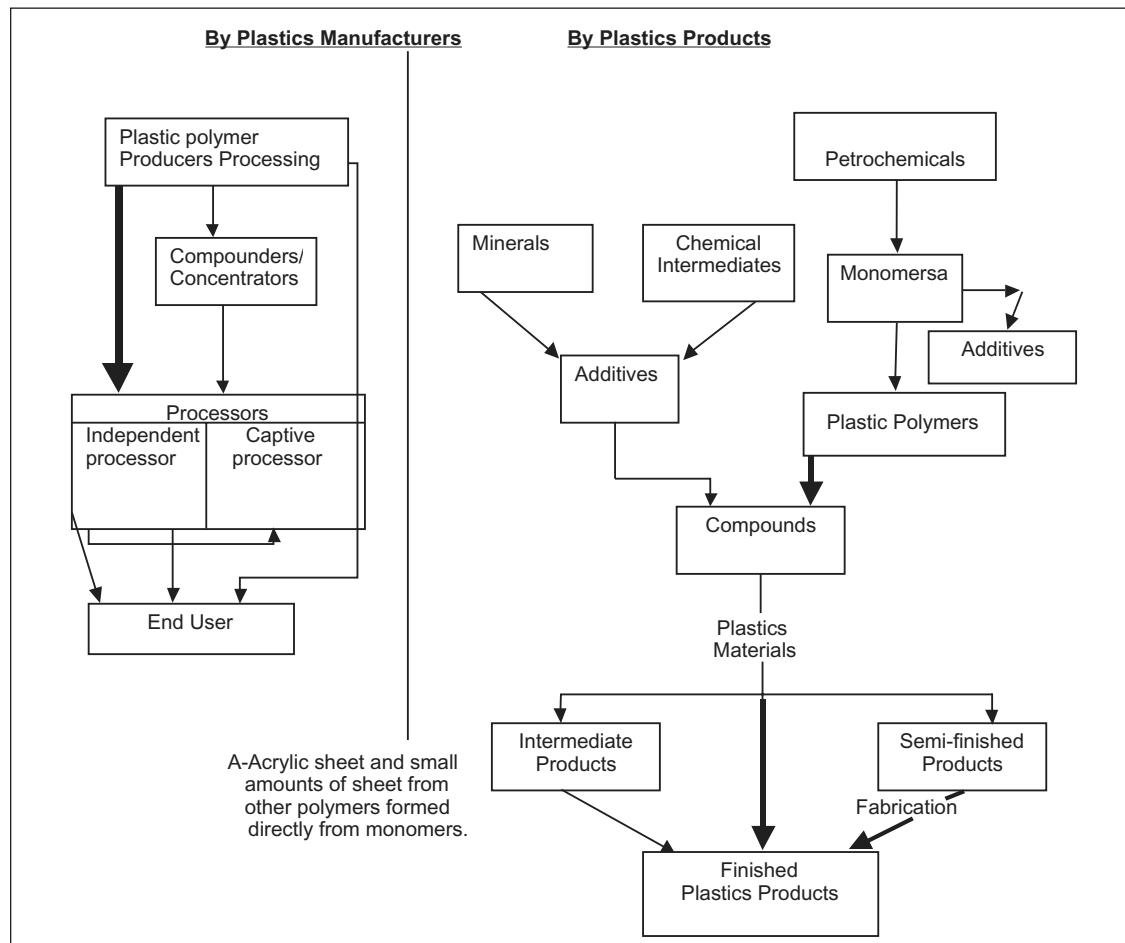 By Plastics Manufacturers
Plastic polymer
Producers Processing
Compounders/
Concentrators
Processors
Independent
processor
Captive
processor
End User
A-Acrylic sheet and small
amounts of sheet from
other polymers formed
directly from monomers.
By Plastics Products
Petrochemicals
Minerals
Chemical
Intermediates
Monomersa
Additives
Additives
Plastic Polymers
Compounds
Plastics
Materials
Intermediate
Products
Semi-finished
Products
Fabrication
Finished
Plastics Products